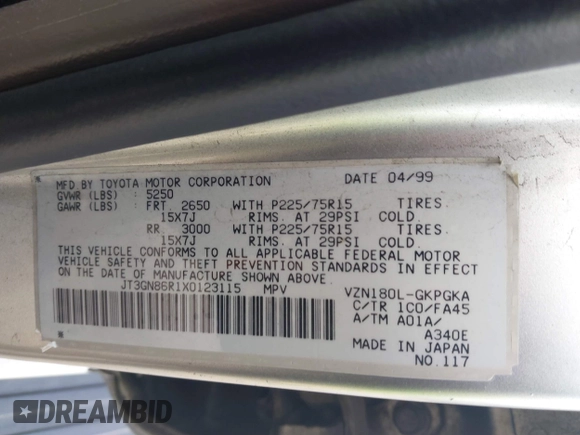 MFD BY TOYOTA MOTOR CORPORATION DATE 04/99
GVWR (LBS) : 5250
GAWR (LBS) : FRT. 2650 WITH P225/75R15 TIRES
15X7J RIMS. AT 29PSI COLD.
RR. 3000 WITH P225/75R15 TIRES
15X7J RIMS. AT 29PSI COLD.
THIS VEHICLE CONFORMS TO ALL APPLICABLE FEDERAL MOTOR
VEHICLE SAFETY AND THEFT PREVENTION STANDARDS IN EFFECT
ON THE DATE OF MANUFACTURE SHOWN ABOVE.
JT3GN86R1X0123115 MPV VZN180L-GKPGKA
C/TR 1C0/FA45
A/TM A01A/
A340E
MADE IN JAPAN
NO.117
DREAMBID